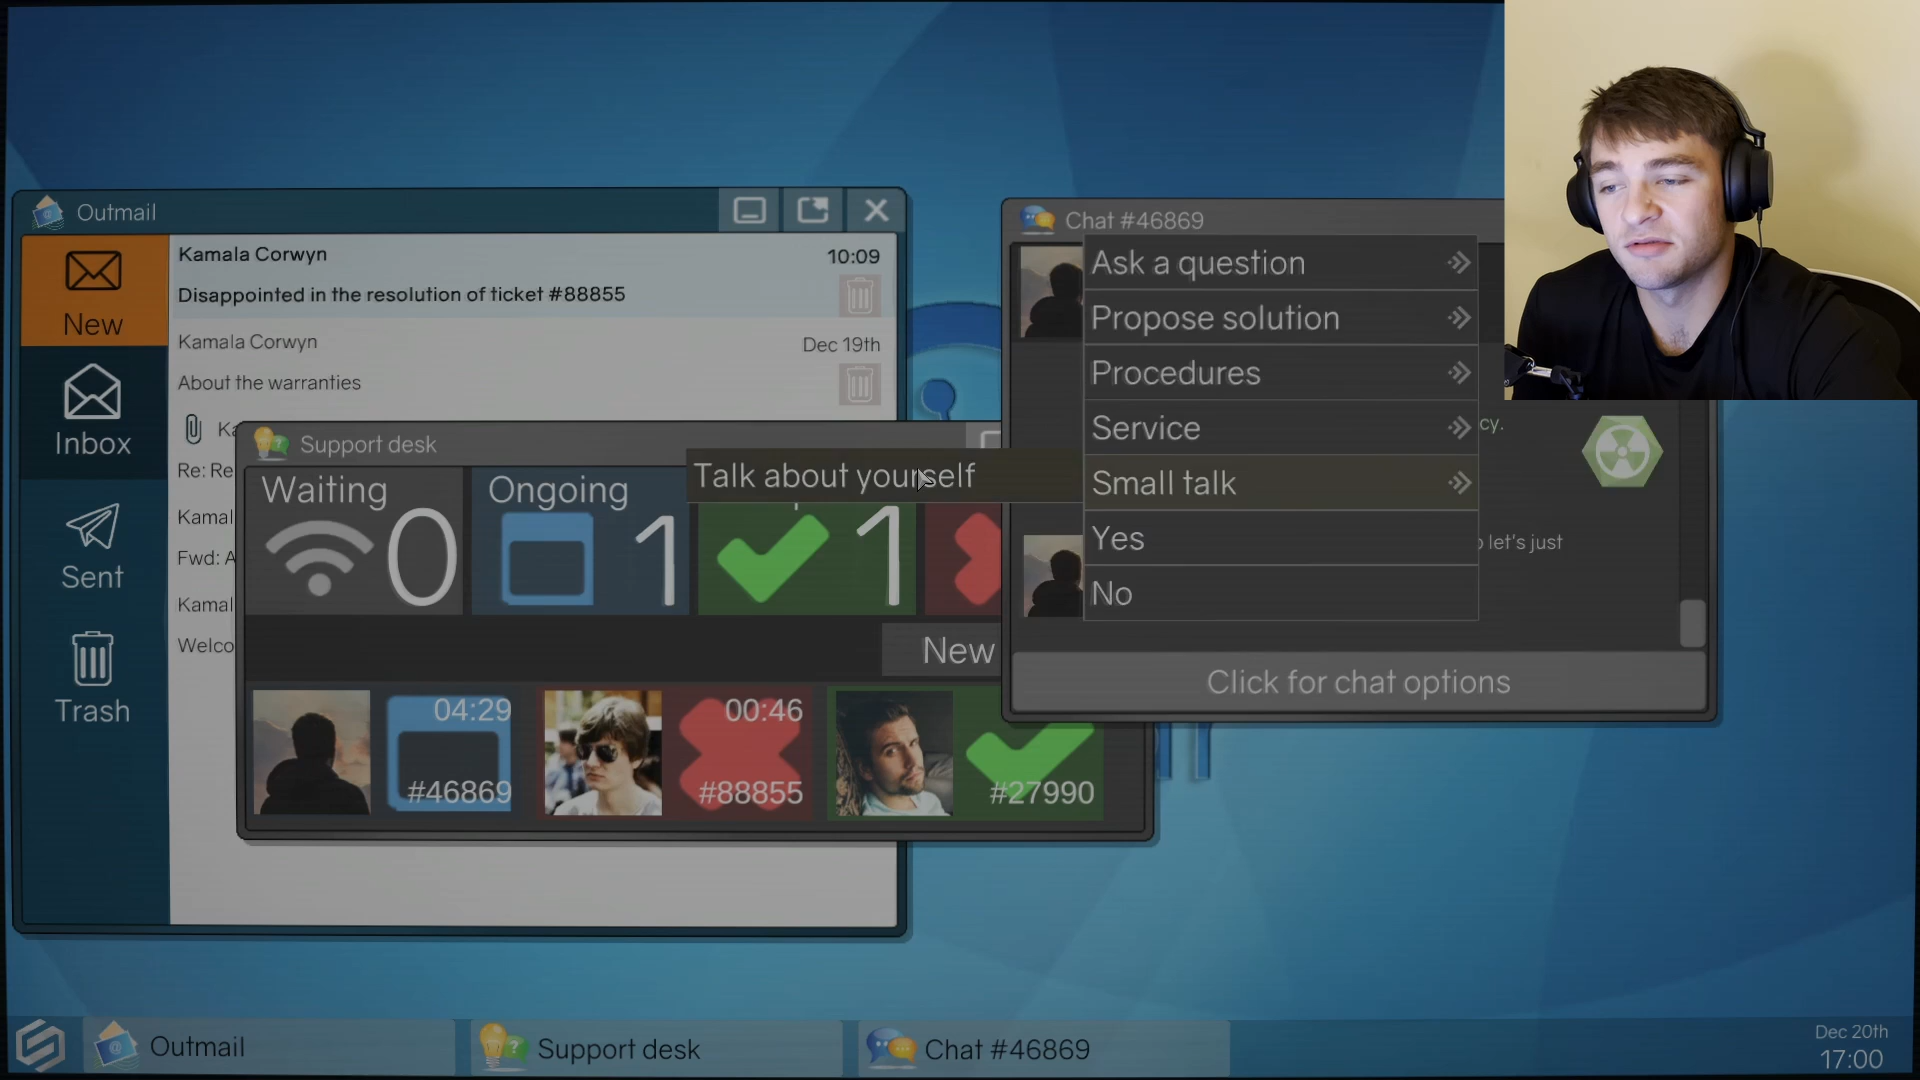 Outmail
New
Inbox
Sent
Trash
Kamala Corwyn
10:09
Disappointed in the resolution of ticket #88855
Kamala Corwyn
Dec 19th
About the warranties
Ka
Re: Re
Kamal
Fwd: A
Kamal
Welco
Support desk
Waiting
0
Ongoing
1
1
New
04:29
#46869
00:46
#88855
#27990
Talk about yourself
Chat #46869
Ask a question
Propose solution
Procedures
Service
Small talk
Yes
No
cy.
let's just
Click for chat options
Outmail
Support desk
Chat #46869
Dec 20th
17:00